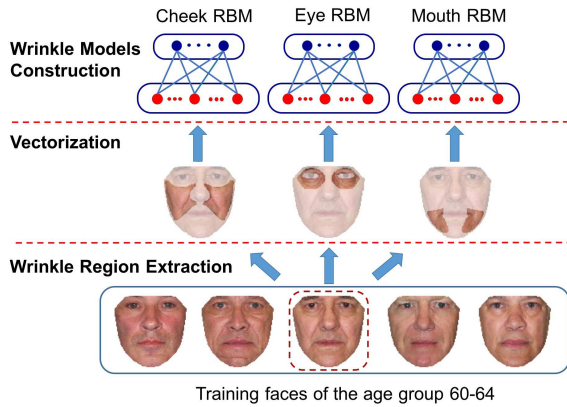 Cheek RBM Eye RBM Mouth RBM
Wrinkle Models
Construction
Vectorization
Wrinkle Region Extraction
Training faces of the age group 60-64